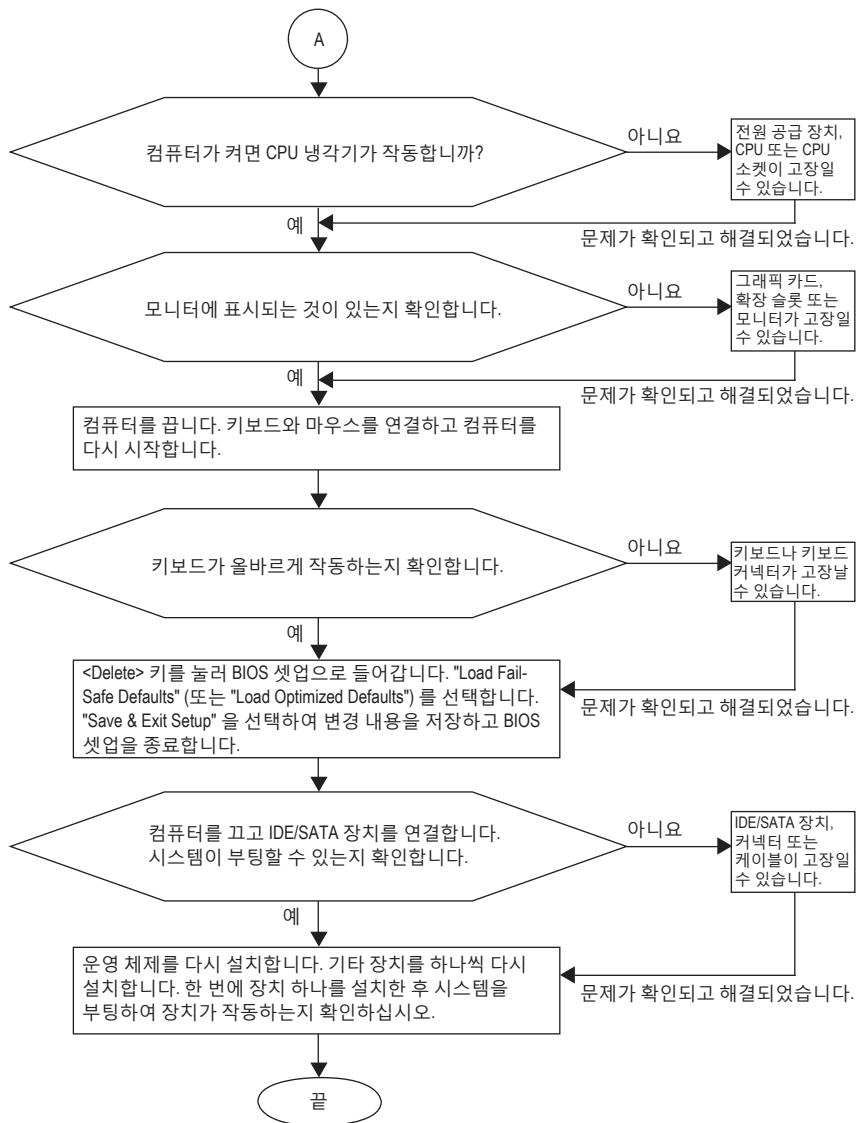 A
컴퓨터가 켜면 CPU 냉각기가 작동합니까?
아니요
전원 공급 장치,
CPU 또는 CPU
소켓이 고장일
수 있습니다.
예
문제가 확인되고 해결되었습니다.
모니터에 표시되는 것이 있는지 확인합니다.
아니요
그래픽 카드,
확장 슬롯 또는
모니터가 고장일
수 있습니다.
예
문제가 확인되고 해결되었습니다.
컴퓨터를 끕니다. 키보드와 마우스를 연결하고 컴퓨터를
다시 시작합니다.
키보드가 올바르게 작동하는지 확인합니다.
아니요
키보드나 키보드
커넥터가 고장날
수 있습니다.
예
<Delete> 키를 눌러 BIOS 셋업으로 들어갑니다. "Load Fail-
Safe Defaults" (또는 "Load Optimized Defaults") 를 선택합니다.
"Save & Exit Setup" 을 선택하여 변경 내용을 저장하고 BIOS
셋업을 종료합니다.
문제가 확인되고 해결되었습니다.
컴퓨터를 끄고 IDE/SATA 장치를 연결합니다.
시스템이 부팅할 수 있는지 확인합니다.
아니요
IDE/SATA 장치,
커넥터 또는
케이블이 고장일
수 있습니다.
예
운영 체제를 다시 설치합니다. 기타 장치를 하나씩 다시
설치합니다. 한 번에 장치 하나를 설치한 후 시스템을
부팅하여 장치가 작동하는지 확인하십시오.
문제가 확인되고 해결되었습니다.
끝